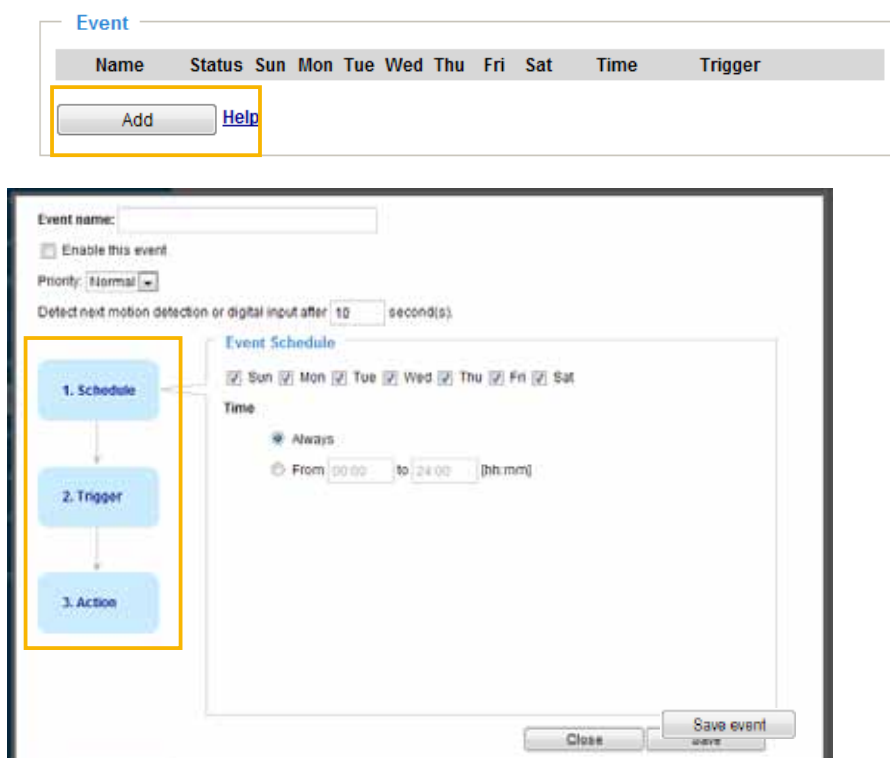 Event
Name Status Sun Mon Tue Wed Thu Fri Sat Time Trigger
Add Help
Event name:
Enable this event
Priority: Normal
Detect next motion detection or digital input after 10 second(s).
Event Schedule
1. Schedule
Sun Mon Tue Wed Thu Fri Sat
Time
Always
From 00:00 to 24:00 [hh:mm]
2. Trigger
3. Action
Save event
Close Save